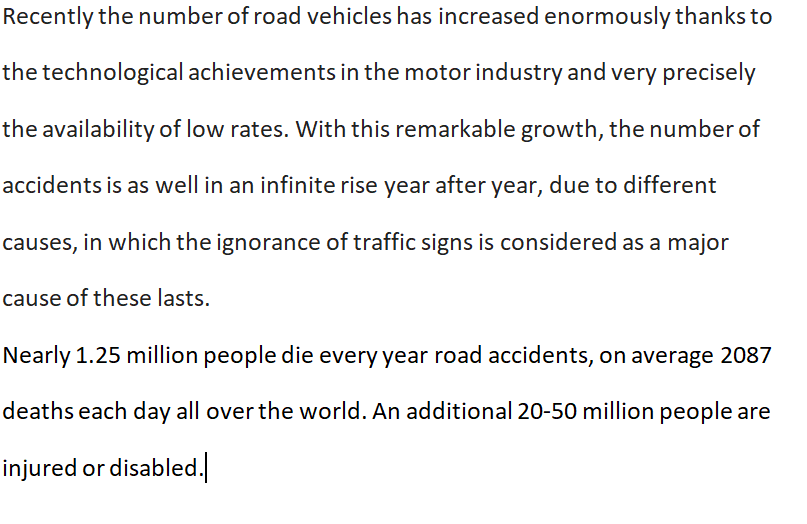 Recently the number of road vehicles has increased enormously thanks to
the technological achievements in the motor industry and very precisely
the availability of low rates. With this remarkable growth, the number of
accidents is as well in an infinite rise year after year, due to different
causes, in which the ignorance of traffic signs is considered as a major
cause of these lasts.
Nearly 1.25 million people die every year road accidents, on average 2087
deaths each day all over the world. An additional 20-50 million people are
injured or disabled.